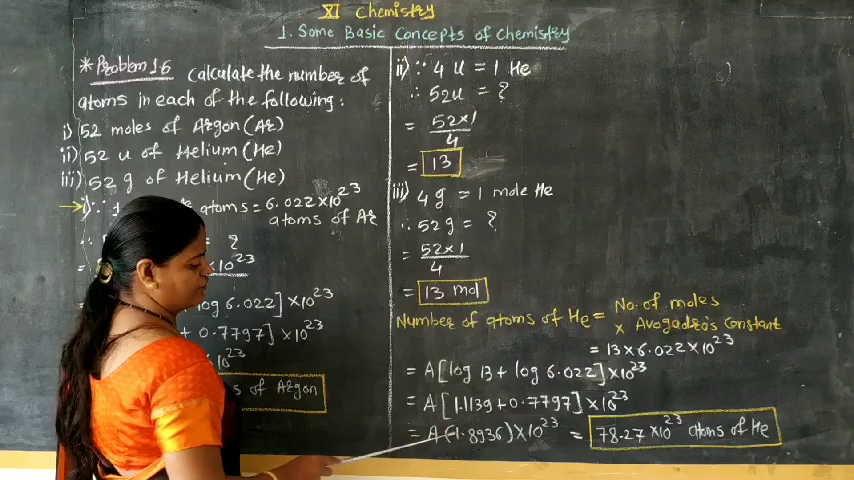 XI Chemistry
1. Some Basic Concepts of Chemistry
*Problem 16 Calculate the number of
atoms in each of the following:
i) 52 moles of Argon (Ar)
ii) 52 u of Helium (He)
iii) 52 g of Helium (He)
→ i) ∵ atoms = 6.022×10²³
atoms of Ar
∴ = ?
×10²³
log 6.022] ×10²³
+ 0.7797] ×10²³
10²³
s of Argon
ii) ∵ 4 u = 1 He
∴ 52u = ?
= 52×1/4
= 13
iii) 4 g = 1 mole He
∴ 52g = ?
= 52×1/4
= 13 mol
Number of atoms of He = No. of moles
× Avogadro's Constant
= 13 × 6.022 × 10²³
= A[log 13 + log 6.022] ×10²³
= A[1.1139 + 0.7797] ×10²³
= A(1.8936)×10²³ = 78.27×10²³ atoms of He